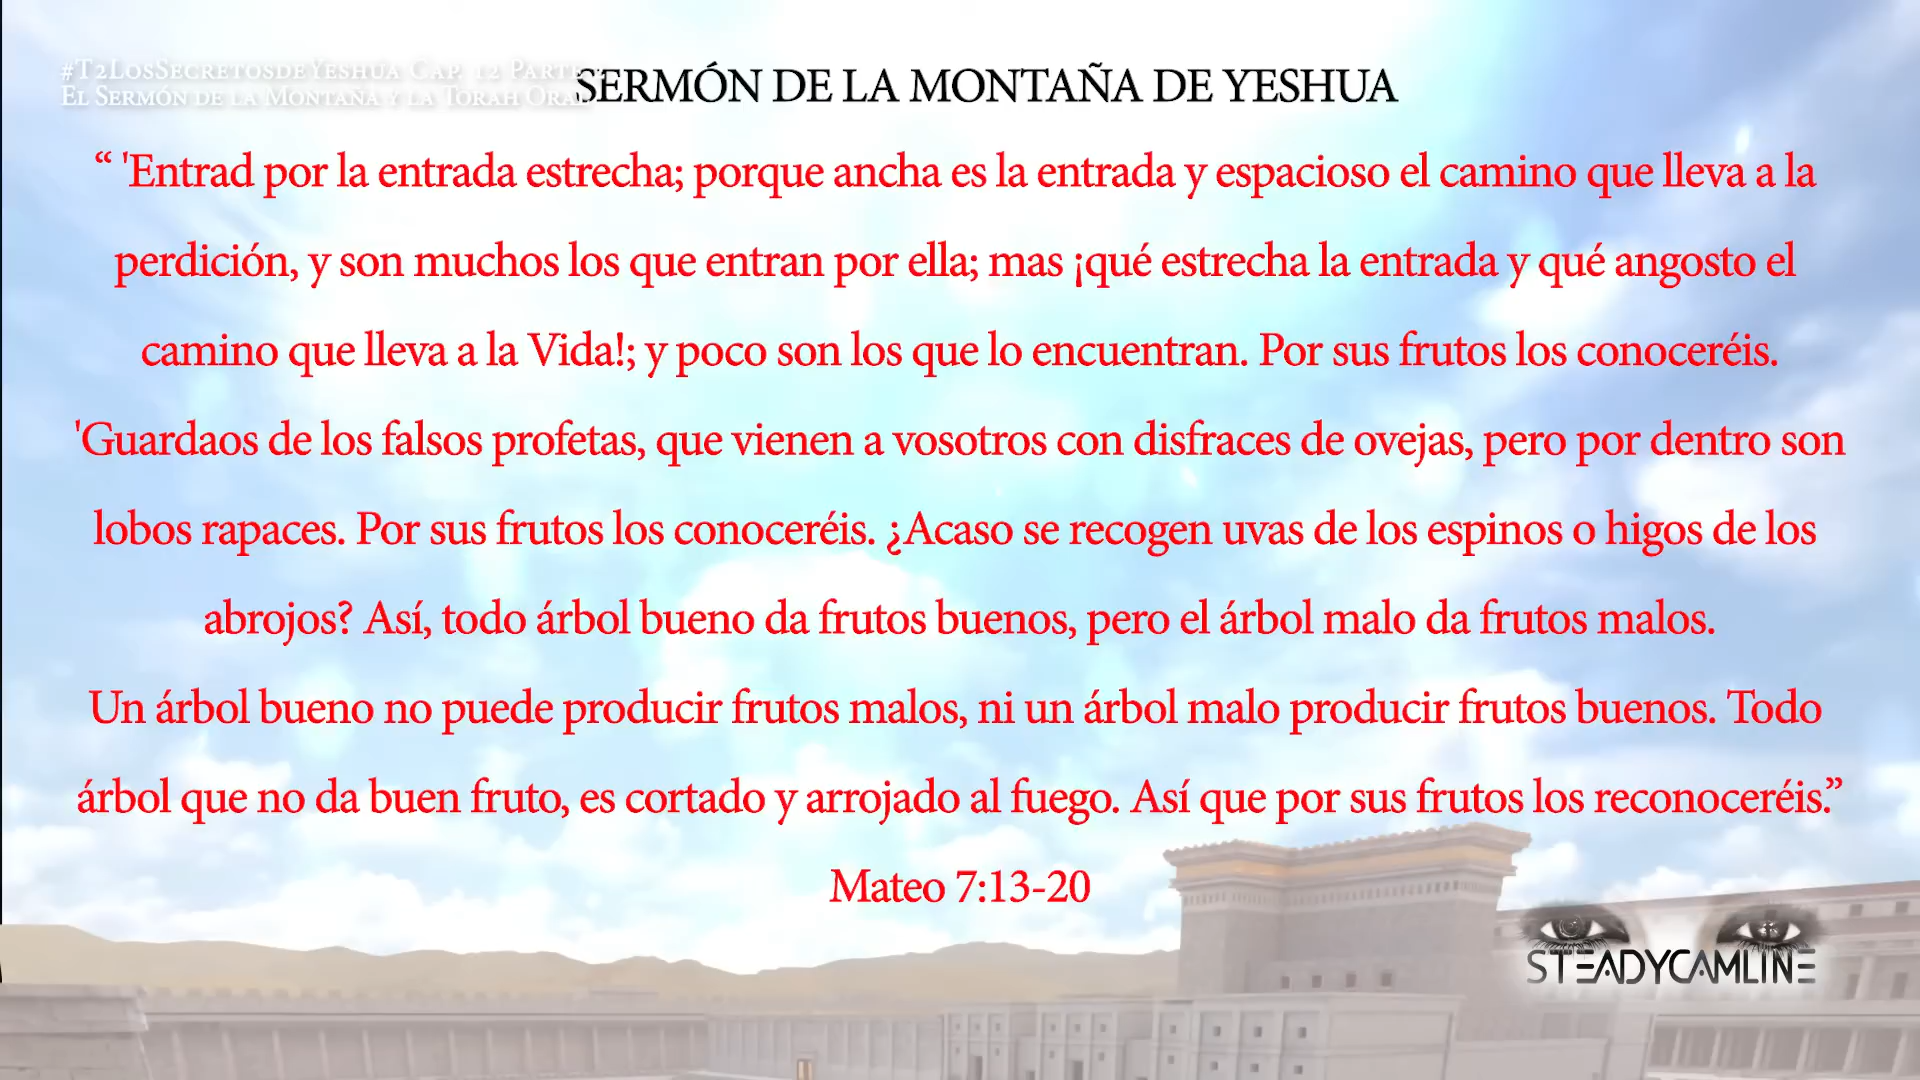 #T2LosSecretosdeYeshua Cap. 12 Parte
El Sermón de la Montaña y la Torah Oral
SERMÓN DE LA MONTAÑA DE YESHUA
“ 'Entrad por la entrada estrecha; porque ancha es la entrada y espacioso el camino que lleva a la
perdición, y son muchos los que entran por ella; mas ¡qué estrecha la entrada y qué angosto el
camino que lleva a la Vida!; y poco son los que lo encuentran. Por sus frutos los conoceréis.
'Guardaos de los falsos profetas, que vienen a vosotros con disfraces de ovejas, pero por dentro son
lobos rapaces. Por sus frutos los conoceréis. ¿Acaso se recogen uvas de los espinos o higos de los
abrojos? Así, todo árbol bueno da frutos buenos, pero el árbol malo da frutos malos.
Un árbol bueno no puede producir frutos malos, ni un árbol malo producir frutos buenos. Todo
árbol que no da buen fruto, es cortado y arrojado al fuego. Así que por sus frutos los reconoceréis.”
Mateo 7:13-20
STEADYCAMLINE